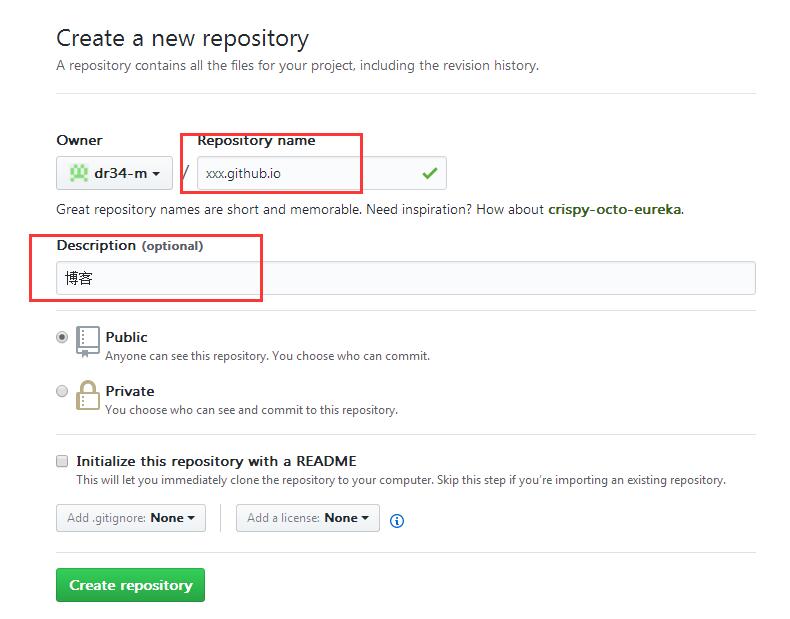 Create a new repository
A repository contains all the files for your project, including the revision history.
Owner
Repository name
dr34-m
/
xxx.github.io
Great repository names are short and memorable. Need inspiration? How about crispy-octo-eureka.
Description (optional)
博客
Public
Anyone can see this repository. You choose who can commit.
Private
You choose who can see and commit to this repository.
Initialize this repository with a README
This will let you immediately clone the repository to your computer. Skip this step if you’re importing an existing repository.
Add .gitignore: None
Add a license: None
Create repository